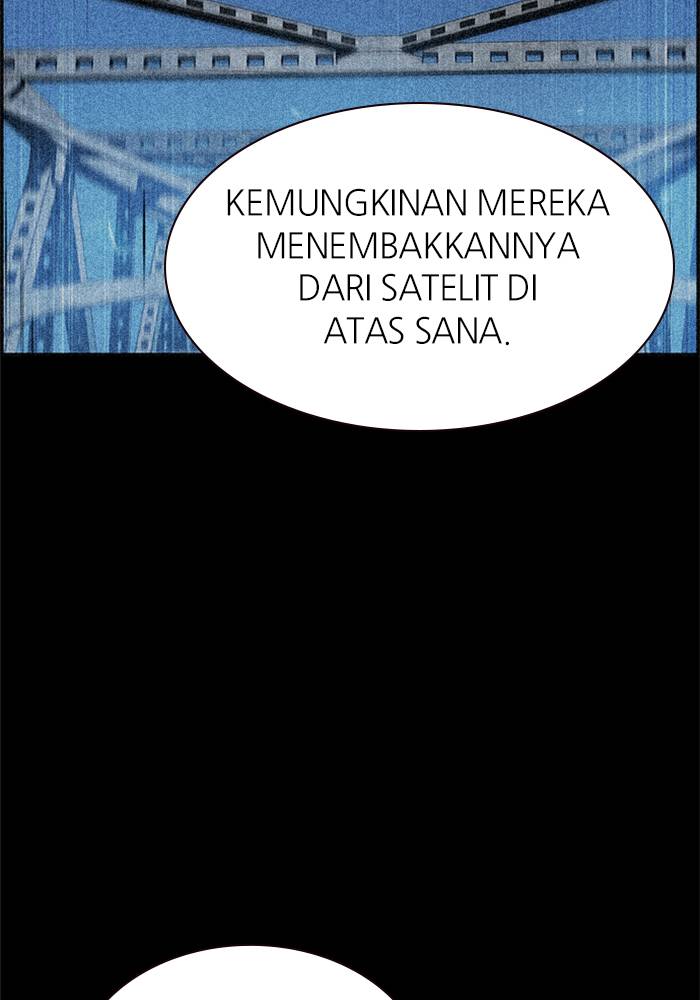 KEMUNGKINAN MEREKA
MENEMBAKKANNYA
DARI SATELIT DI
ATAS SANA.